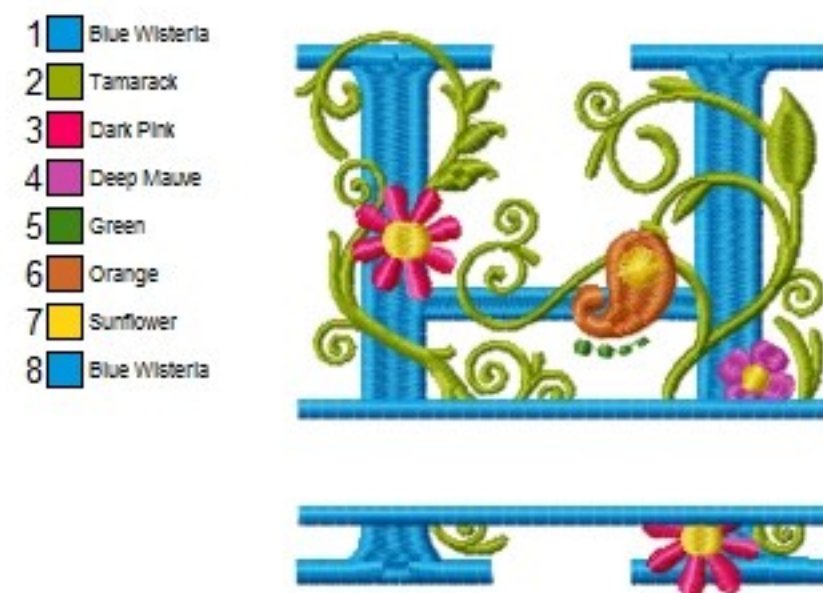 1 Blue Wisteria
2 Tamarack
3 Dark Pink
4 Deep Mauve
5 Green
6 Orange
7 Sunflower
8 Blue Wisteria
H